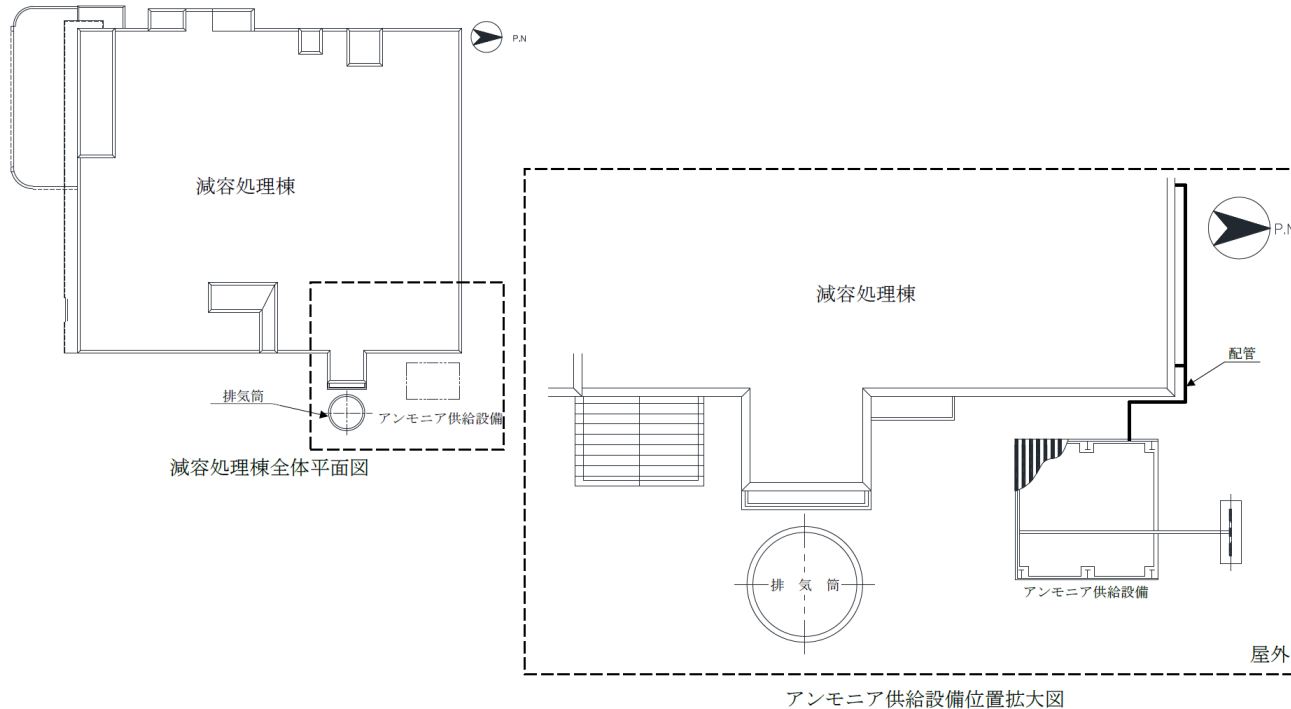 P.N
減容処理棟
排気筒
アンモニア供給設備
減容処理棟全体平面図
P.N
減容処理棟
配管
排気筒
アンモニア供給設備
屋外
アンモニア供給設備位置拡大図